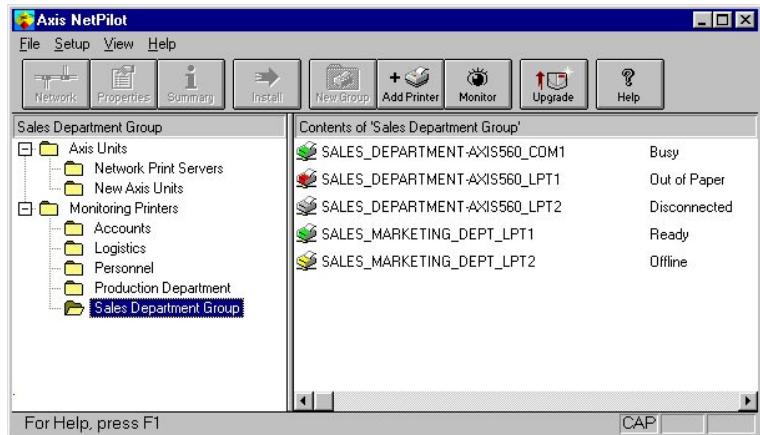 Axis NetPilot
File Setup View Help
Network Properties Summary Install New Group Add Printer Monitor Upgrade Help
Sales Department Group
Contents of 'Sales Department Group'
Axis Units
Network Print Servers
New Axis Units
Monitoring Printers
Accounts
Logistics
Personnel
Production Department
Sales Department Group
SALES_DEPARTMENT-AXIS560_COM1 Busy
SALES_DEPARTMENT-AXIS560_LPT1 Out of Paper
SALES_DEPARTMENT-AXIS560_LPT2 Disconnected
SALES_MARKETING_DEPT_LPT1 Ready
SALES_MARKETING_DEPT_LPT2 Offline
For Help, press F1
CAP